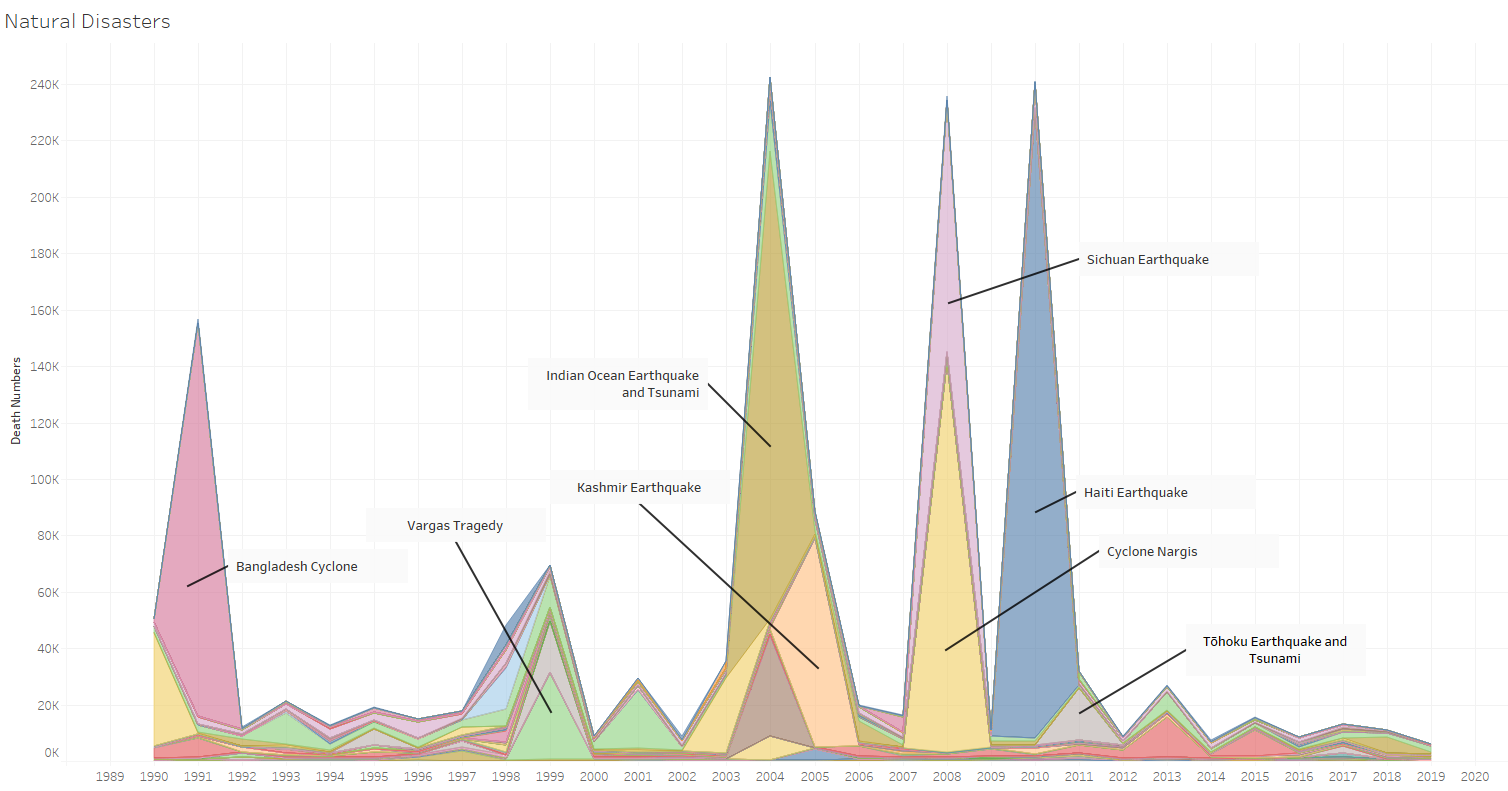 Natural Disasters
240K
220K
200K
180K
160K
140K
120K
100K
80K
60K
40K
20K
0K
Death Numbers
Sichuan Earthquake
Indian Ocean Earthquake
and Tsunami
Kashmir Earthquake
Haiti Earthquake
Vargas Tragedy
Cyclone Nargis
Bangladesh Cyclone
Tōhoku Earthquake and
Tsunami
1989 1990 1991 1992 1993 1994 1995 1996 1997 1998 1999 2000 2001 2002 2003 2004 2005 2006 2007 2008 2009 2010 2011 2012 2013 2014 2015 2016 2017 2018 2019 2020